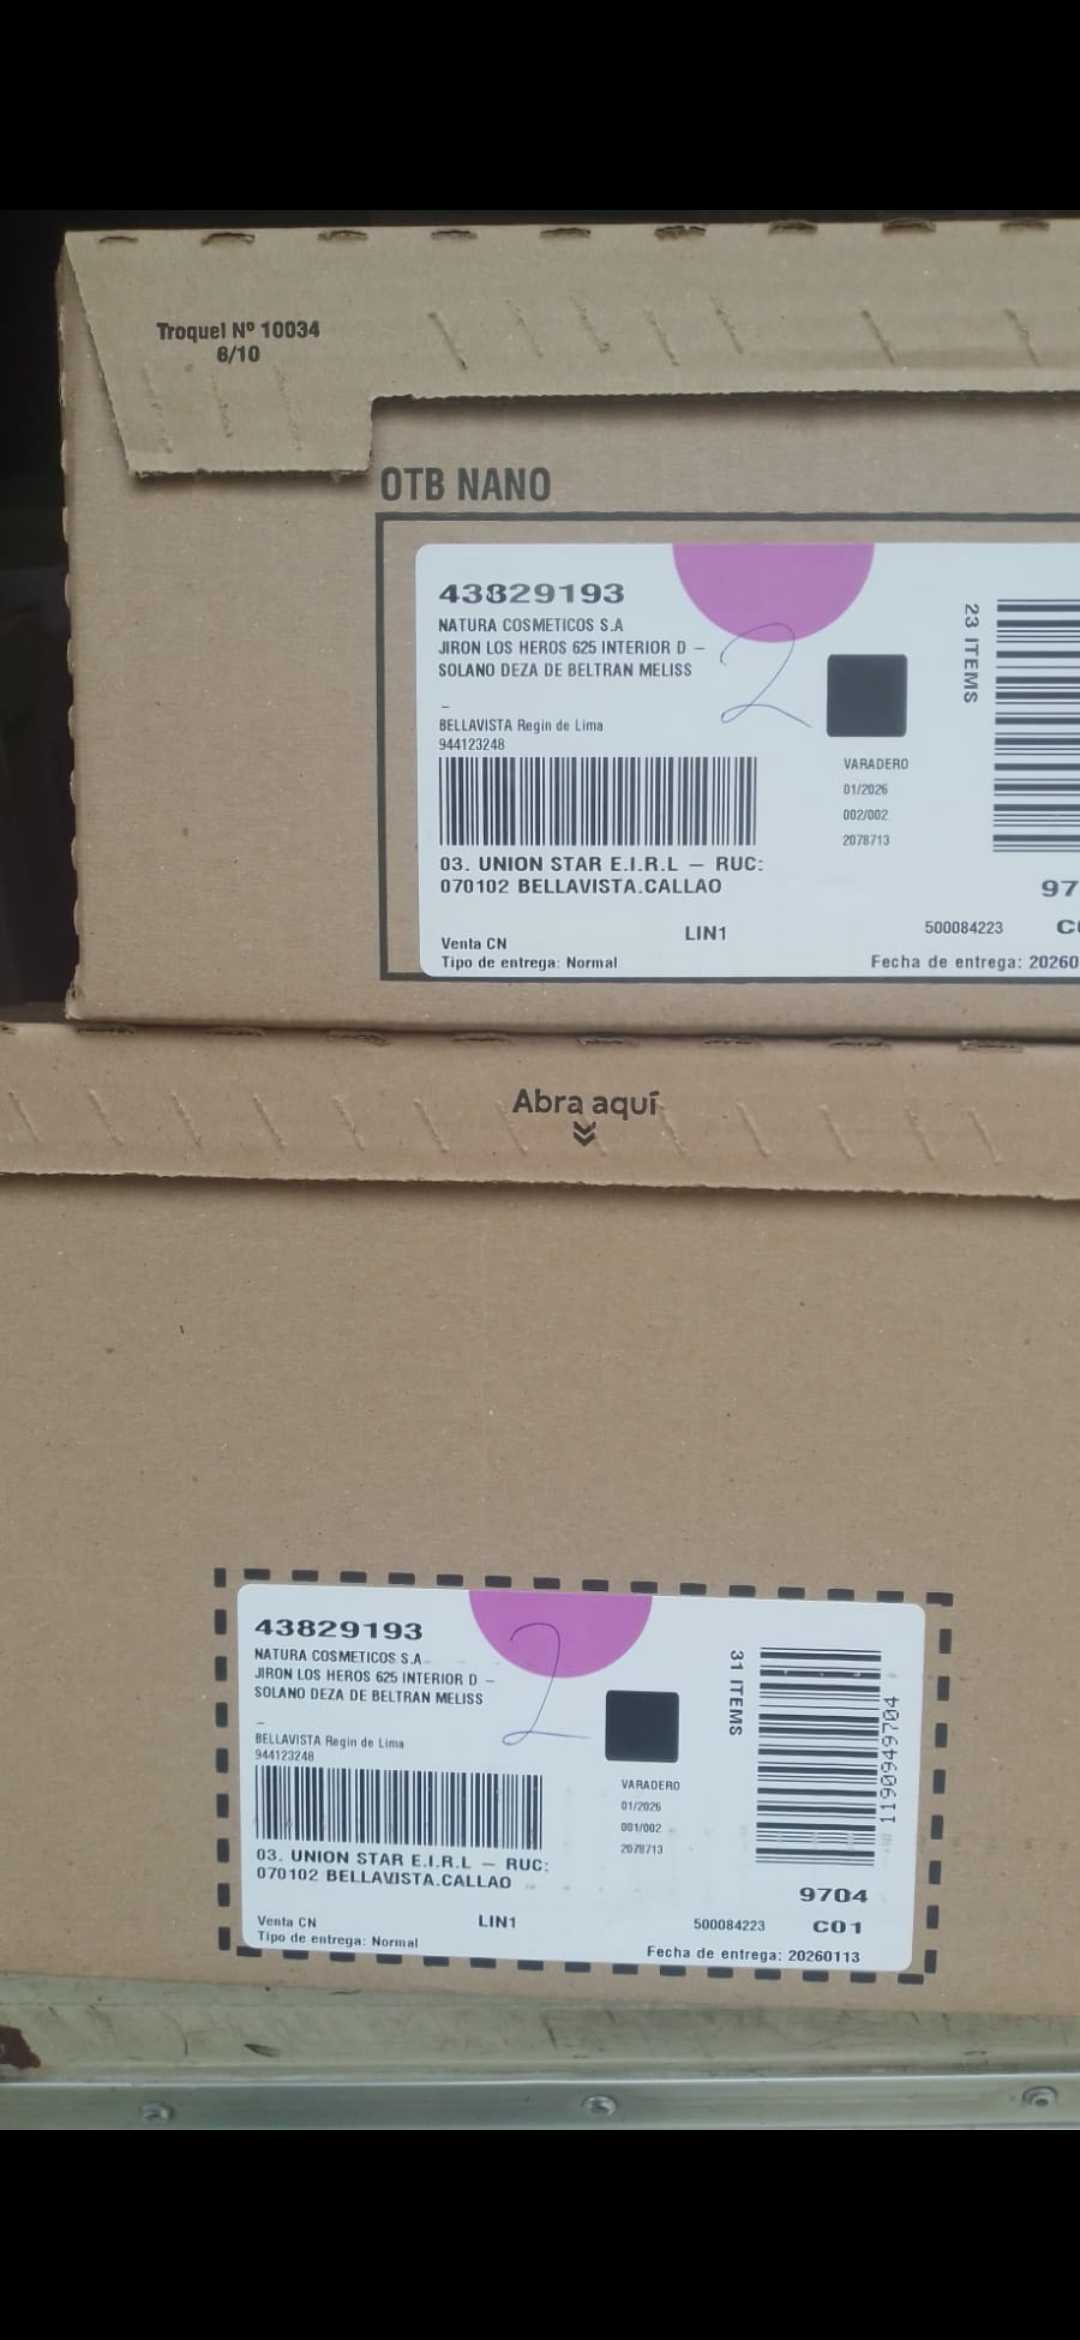 Troquel Nº 10034
6/10
OTB NANO
43829193
NATURA COSMETICOS S.A
JIRON LOS HEROS 625 INTERIOR D –
SOLANO DEZA DE BELTRAN MELISS
–
BELLAVISTA Regin de Lima
944123248
2
23 ITEMS
VARADERO
01/2026
002/002
2078713
03. UNION STAR E.I.R.L – RUC:
070102 BELLAVISTA.CALLAO
97
LIN1
500084223
Venta CN
Tipo de entrega: Normal
Fecha de entrega: 20260
Abra aquí
43829193
NATURA COSMETICOS S.A
JIRON LOS HEROS 625 INTERIOR D –
SOLANO DEZA DE BELTRAN MELISS
–
BELLAVISTA Regin de Lima
944123248
2
31 ITEMS
VARADERO
01/2026
001/002
2078713
1190949704
03. UNION STAR E.I.R.L – RUC:
070102 BELLAVISTA.CALLAO
9704
Venta CN
LIN1
500084223
C01
Tipo de entrega: Normal
Fecha de entrega: 20260113